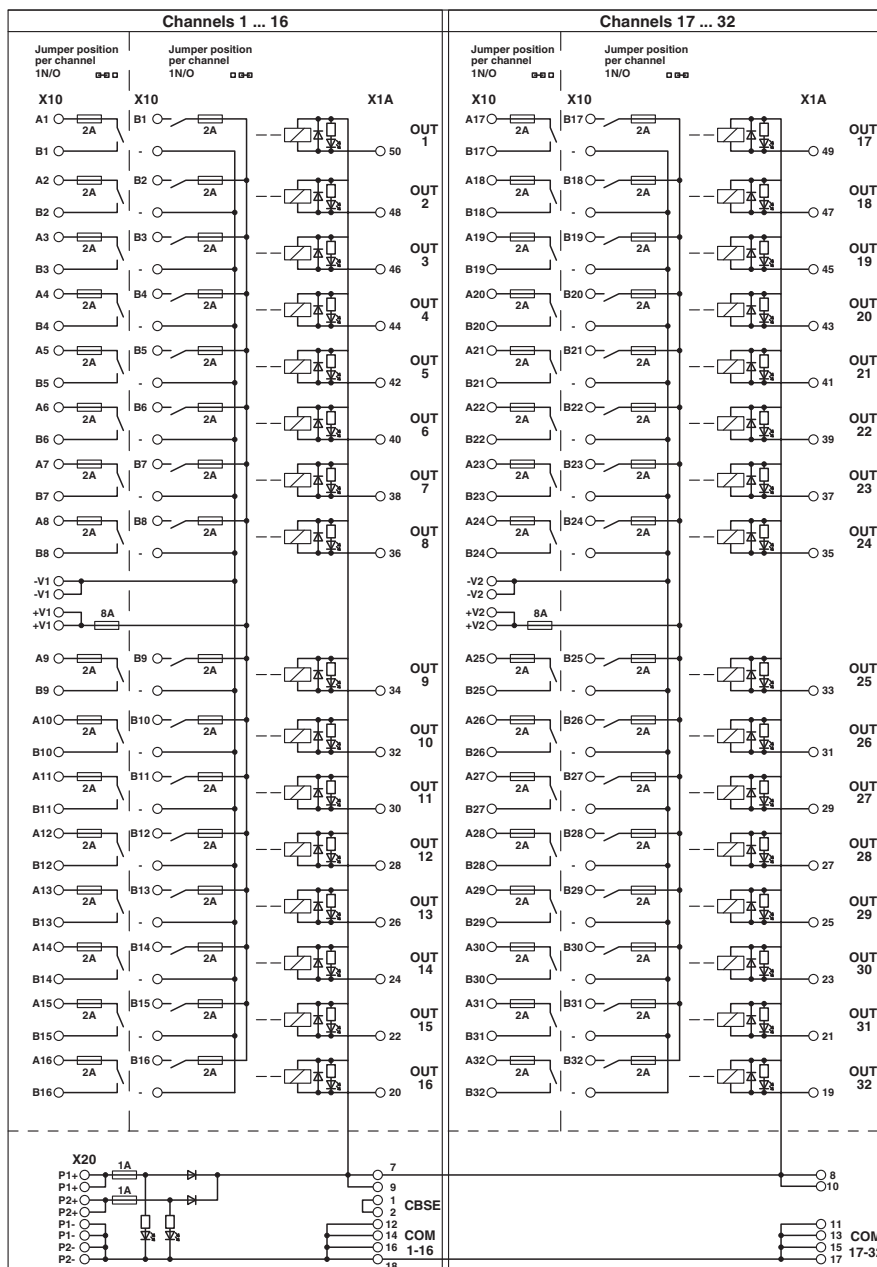 Channels 1 ... 16 Channels 17 ... 32
Jumper position Jumper position Jumper position Jumper position
per channel per channel per channel per channel
1N/O 1N/O 1N/O 1N/O
X10 X10 X10 X10 X1A
A1 B1 OUT A17 B17 OUT
2A 2A 1 2A 2A 17
B1 - 50 B17 - 49
A2 B2 OUT A18 B18 OUT
2A 2A 2 2A 2A 18
B2 - 48 B18 - 47
A3 B3 OUT A19 B19 OUT
2A 2A 3 2A 2A 19
B3 - 46 B19 - 45
A4 B4 OUT A20 B20 OUT
2A 2A 4 2A 2A 20
B4 - 44 B20 - 43
A5 B5 OUT A21 B21 OUT
2A 2A 5 2A 2A 21
B5 - 42 B21 - 41
A6 B6 OUT A22 B22 OUT
2A 2A 6 2A 2A 22
B6 - 40 B22 - 39
A7 B7 OUT A23 B23 OUT
2A 2A 7 2A 2A 23
B7 - 38 B23 - 37
A8 B8 OUT A24 B24 OUT
2A 2A 8 2A 2A 24
B8 - 36 B24 - 35
-V1 -V2
-V1 -V2
+V1 8A +V2 8A
+V1 +V2
A9 B9 OUT A25 B25 OUT
2A 2A 9 2A 2A 25
B9 - 34 B25 - 33
A10 B10 OUT A26 B26 OUT
2A 2A 10 2A 2A 26
B10 - 32 B26 - 31
A11 B11 OUT A27 B27 OUT
2A 2A 11 2A 2A 27
B11 - 30 B27 - 29
A12 B12 OUT A28 B28 OUT
2A 2A 12 2A 2A 28
B12 - 28 B28 - 27
A13 B13 OUT A29 B29 OUT
2A 2A 13 2A 2A 29
B13 - 26 B29 - 25
A14 B14 OUT A30 B30 OUT
2A 2A 14 2A 2A 30
B14 - 24 B30 - 23
A15 B15 OUT A31 B31 OUT
2A 2A 15 2A 2A 31
B15 - 22 B31 - 21
A16 B16 OUT A32 B32 OUT
2A 2A 16 2A 2A 32
B16 - 20 B32 - 19
X20
P1+ 1A 7 8
P1+ 9 10
P2+ 1A 1 CBSE
P2+ 2
P1- 12 11
P1- 14 COM 13 COM
P2- 16 1-16 15 17-32
P2- 18 17